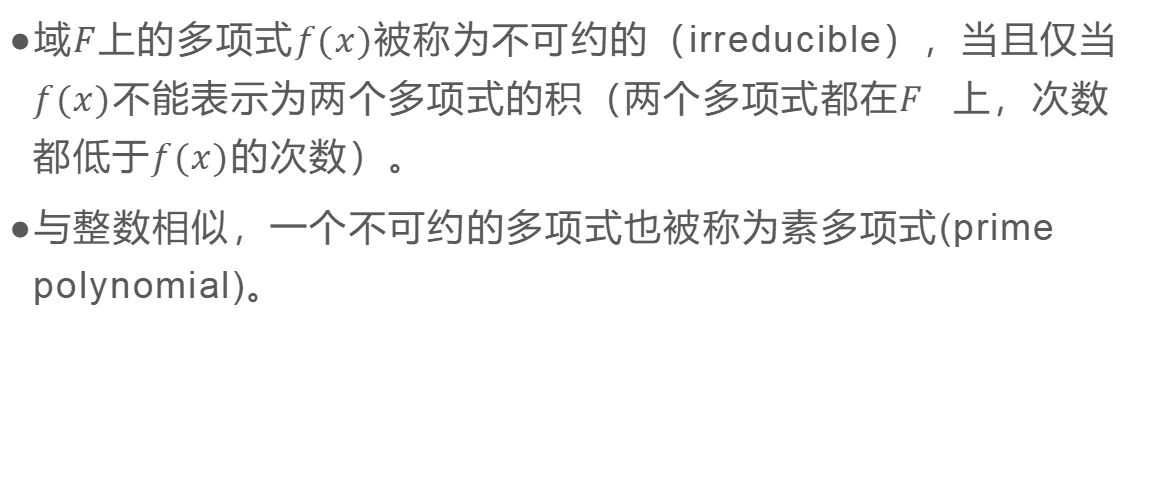 ●域F上的多项式f(x)被称为不可约的（irreducible），当且仅当
f(x)不能表示为两个多项式的积（两个多项式都在F 上，次数
都低于f(x)的次数）。
●与整数相似，一个不可约的多项式也被称为素多项式(prime
polynomial)。